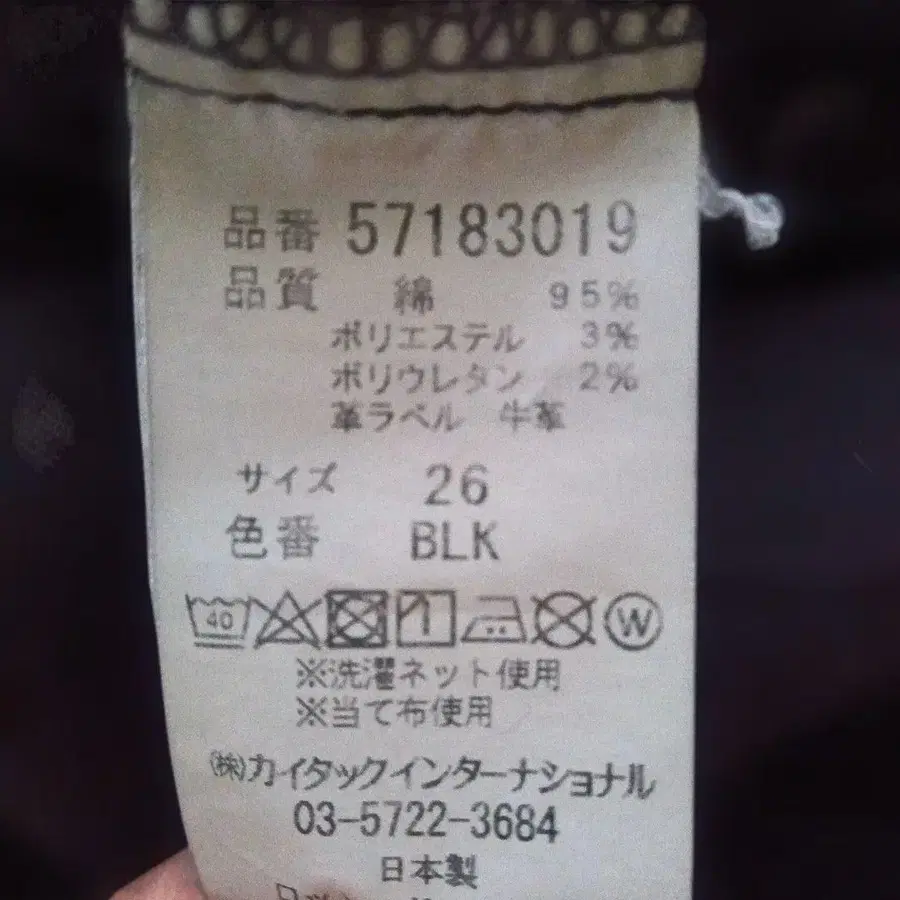 品番 57183019
品質 綿 95%
ポリエステル 3%
ポリウレタン 2%
革ラベル 牛革
サイズ 26
色番 BLK
40 W
※洗濯ネット使用
※当て布使用
㈱カイタックインターナショナル
03-5722-3684
日本製